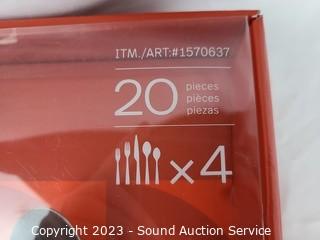 ITM./ART:#1570637
20 pieces
pièces
piezas
x4
Copyright 2023 - Sound Auction Service